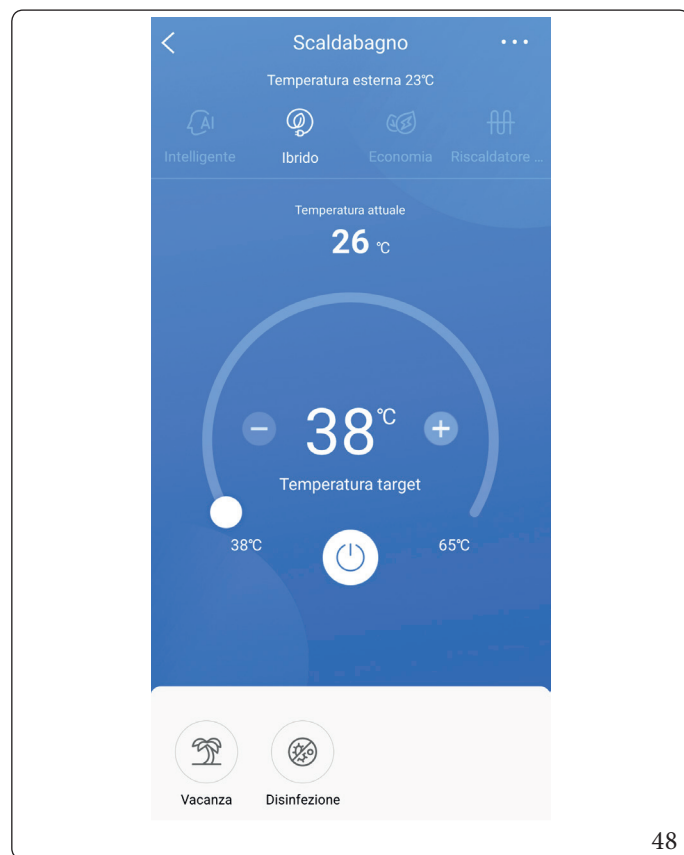 Scaldabagno
Temperatura esterna 23℃
AI
Intelligente Ibrido Economia Riscaldatore ...
Temperatura attuale
26 ℃
38℃
Temperatura target
38℃ 65℃
Vacanza Disinfezione
48